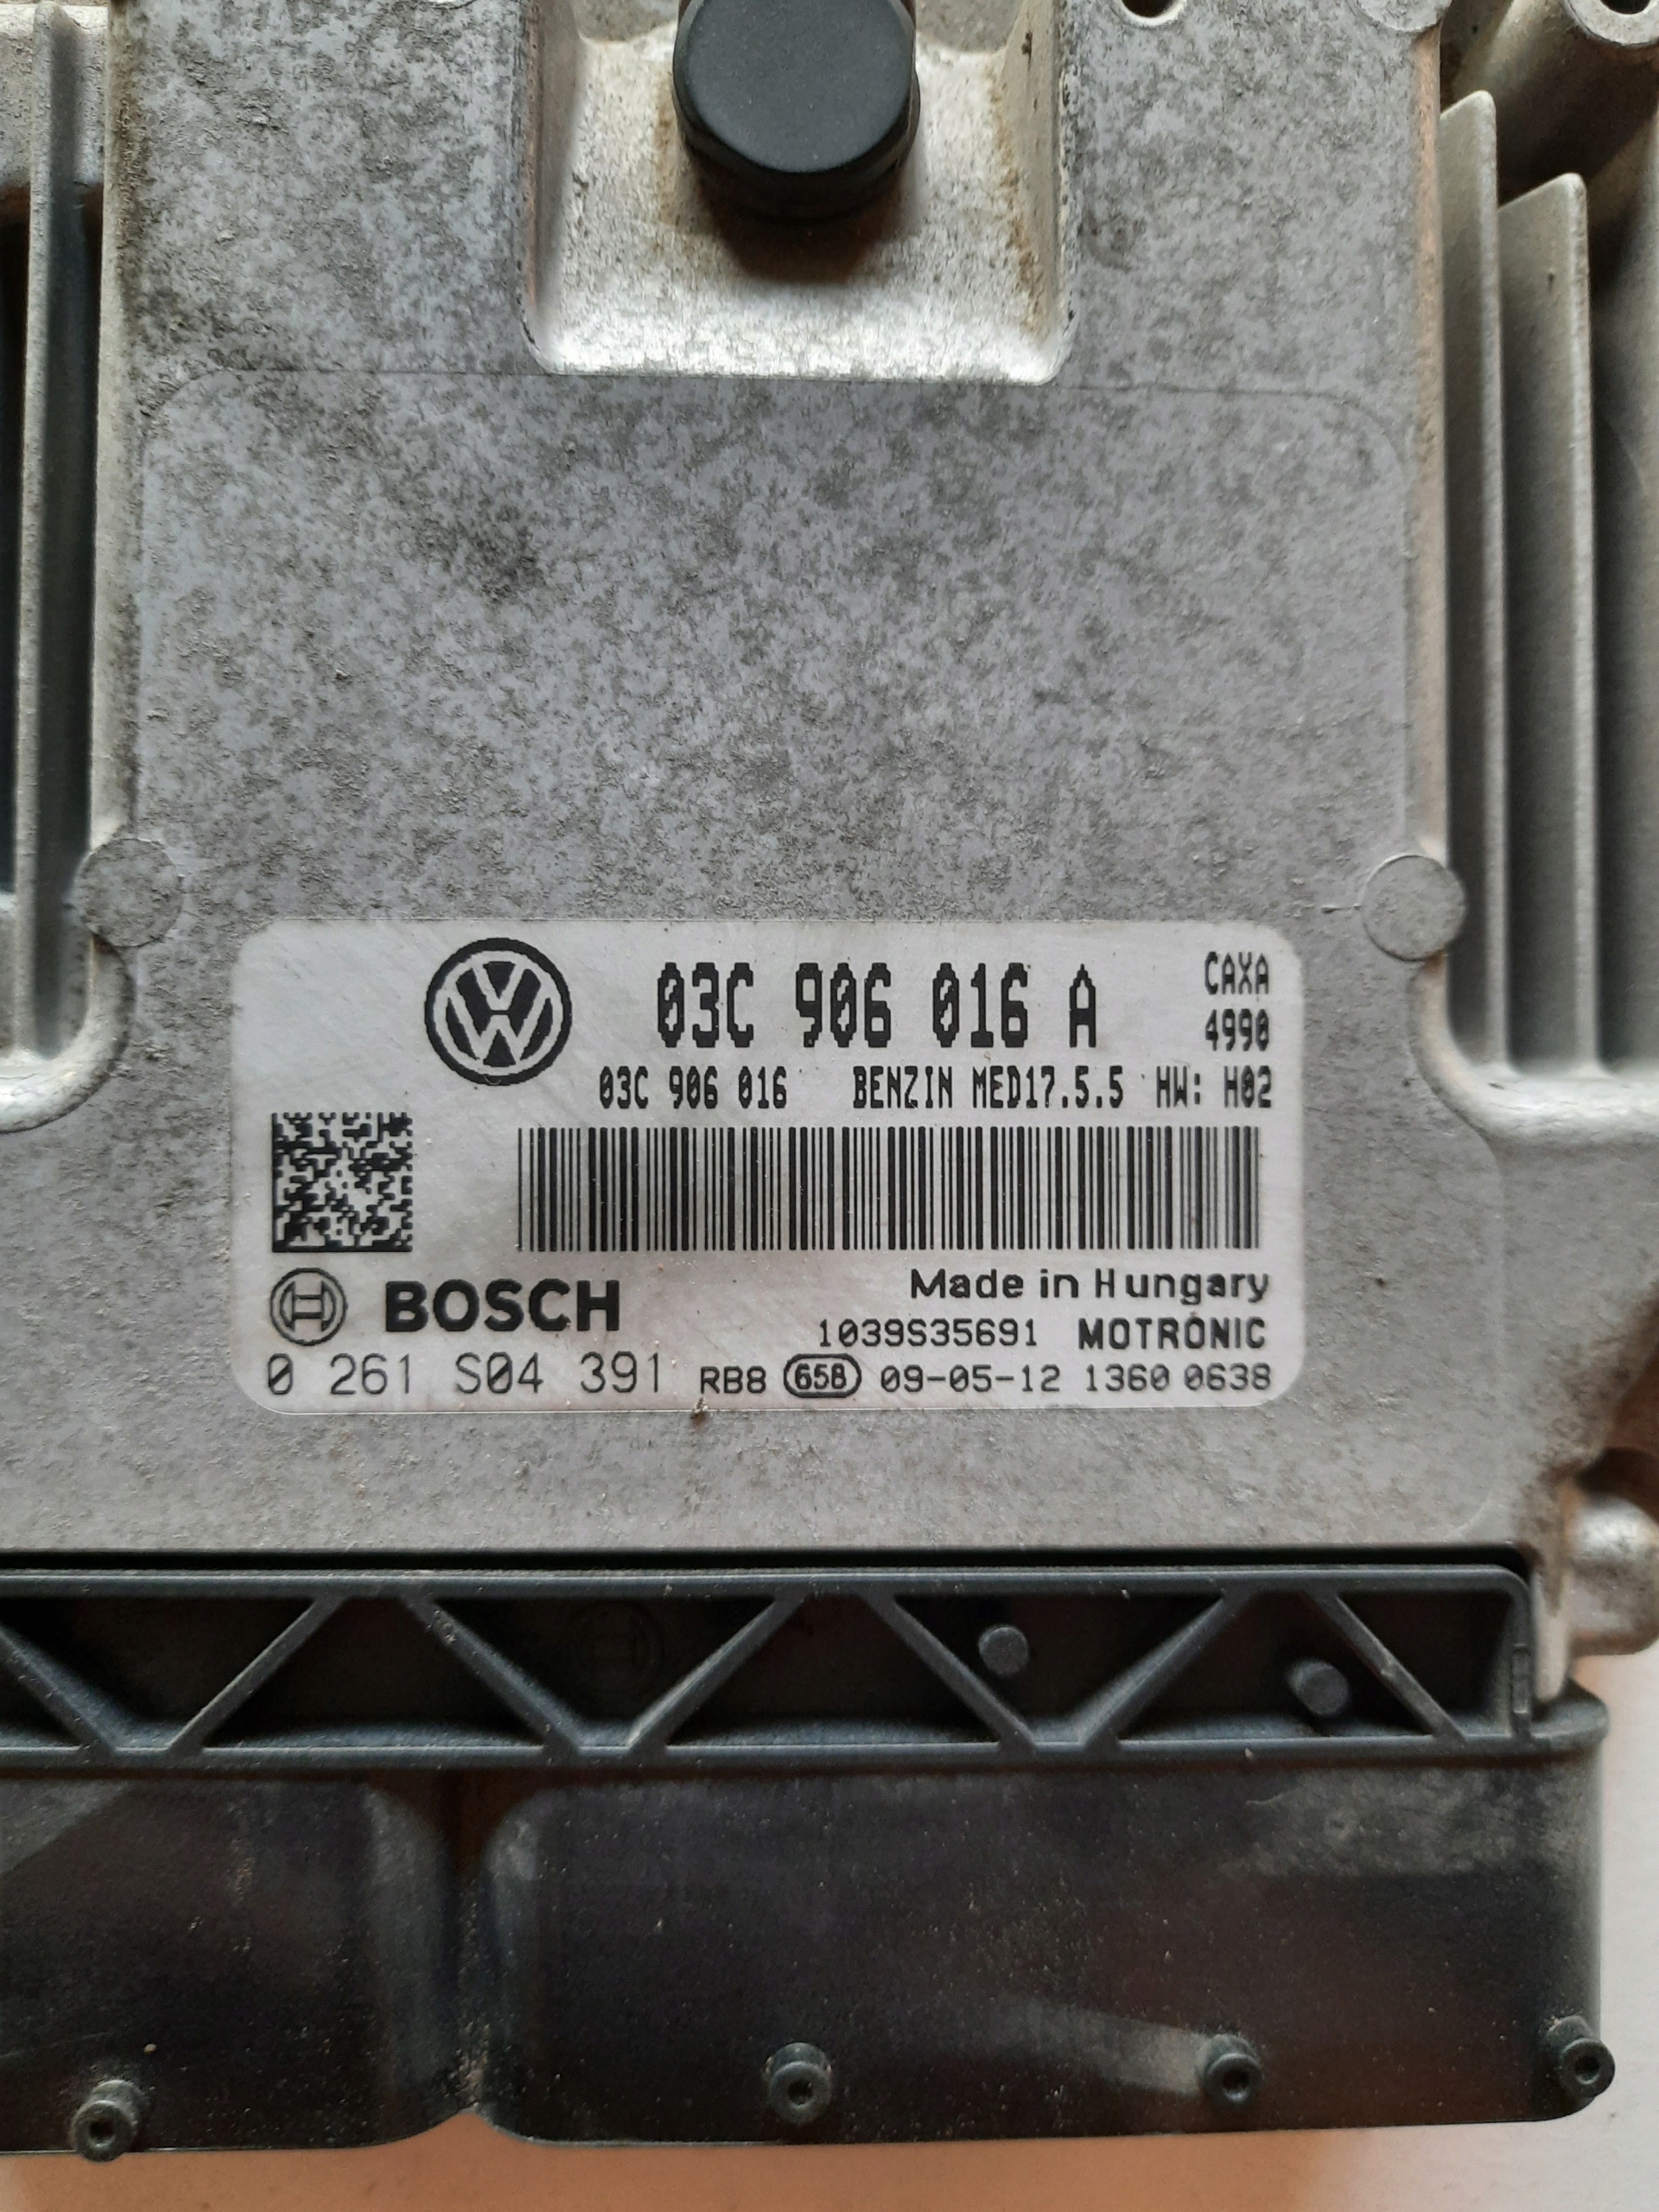 03C 906 016 A CAXA
4990
03C 906 016 BENZIN MED17.5.5 HW: H02
BOSCH Made in Hungary
1039S35691 MOTRONIC
0 261 S04 391 RB8 658 09-05-12 1360 0638